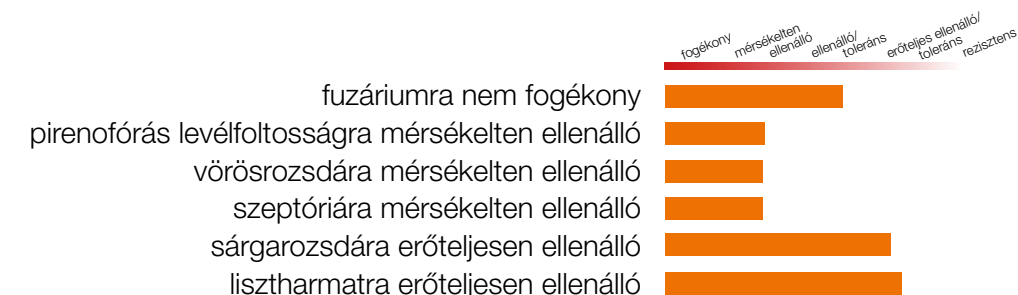 fogékony
mérsékelten
ellenálló
ellenálló/
toleráns
erőteljes ellenálló/
toleráns
rezisztens
fuzáriumra nem fogékony
pirenofórás levélfoltosságra mérsékelten ellenálló
vörösrozsdára mérsékelten ellenálló
szeptóriára mérsékelten ellenálló
sárgarozsdára erőteljesen ellenálló
lisztharmatra erőteljesen ellenálló